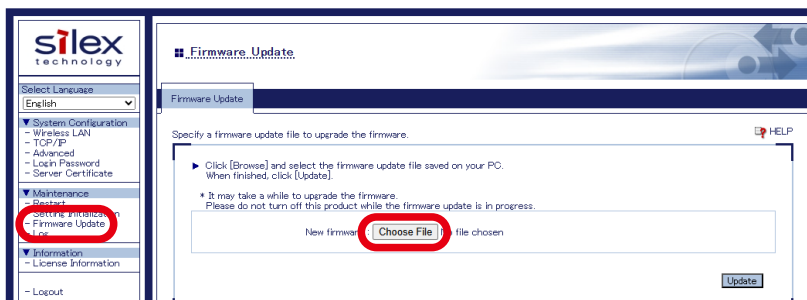 silex
technology
Select Language
English
▼ System Configuration
- Wireless LAN
- TCP/IP
- Advanced
- Login Password
- Server Certificate
▼ Maintenance
- Restart
- Setting Initialization
- Firmware Update
- Log
▼ Information
- License Information
- Logout
Firmware Update
Firmware Update
Specify a firmware update file to upgrade the firmware.
HELP
▶ Click [Browse] and select the firmware update file saved on your PC.
When finished, click [Update].
* It may take a while to upgrade the firmware.
Please do not turn off this product while the firmware update is in progress.
New firmware : Choose File No file chosen
Update